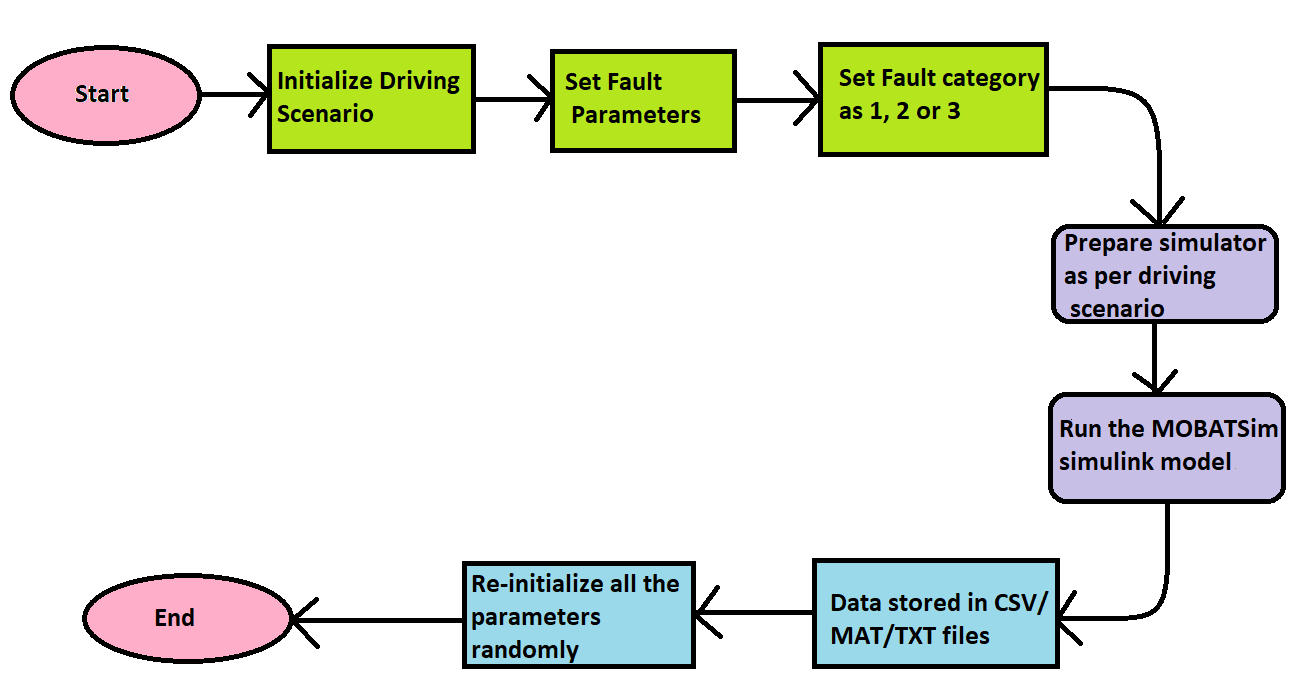 Start
Initialize Driving
Scenario
Set Fault
Parameters
Set Fault category
as 1, 2 or 3
Prepare simulator
as per driving
scenario
Run the MOBATSim
simulink model
Data stored in CSV/
MAT/TXT files
Re-initialize all the
parameters
randomly
End